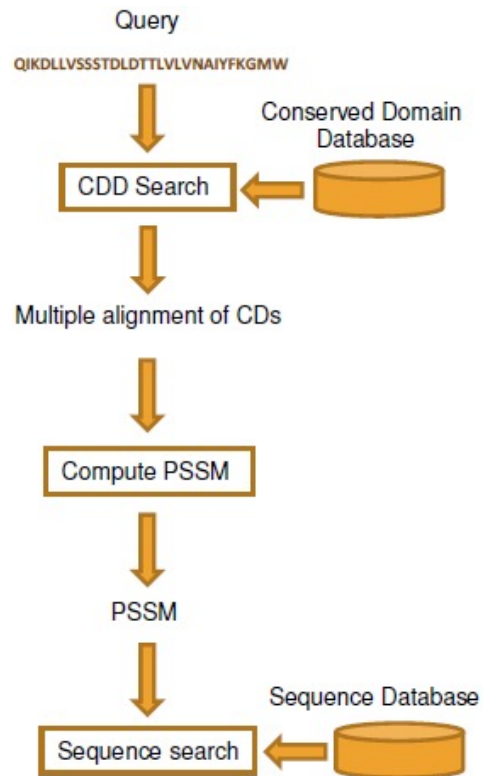 Query
QIKDLLVSSSTDLDTTLVLVNAIYFKGMW
Conserved Domain
Database
CDD Search
Multiple alignment of CDs
Compute PSSM
PSSM
Sequence Database
Sequence search